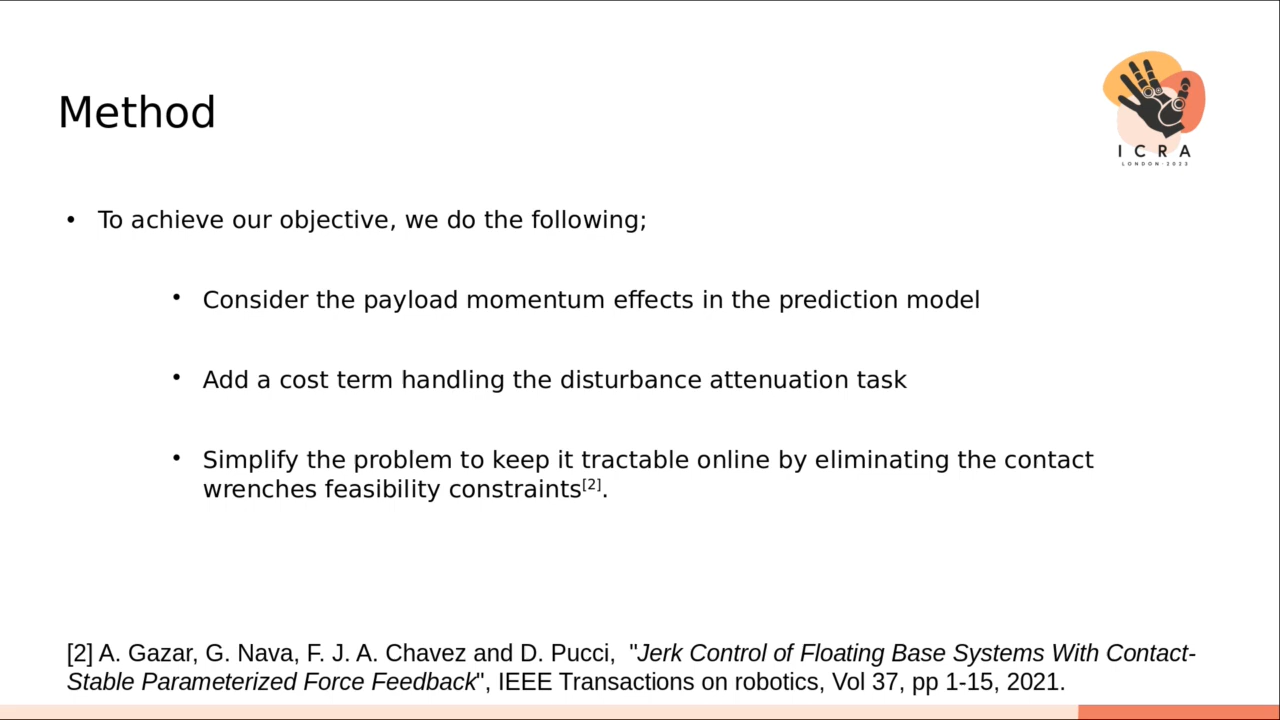 Method
I C R A
LONDON·2023
• To achieve our objective, we do the following;
• Consider the payload momentum effects in the prediction model
• Add a cost term handling the disturbance attenuation task
• Simplify the problem to keep it tractable online by eliminating the contact
wrenches feasibility constraints[2].
[2] A. Gazar, G. Nava, F. J. A. Chavez and D. Pucci, "Jerk Control of Floating Base Systems With Contact-
Stable Parameterized Force Feedback", IEEE Transactions on robotics, Vol 37, pp 1-15, 2021.